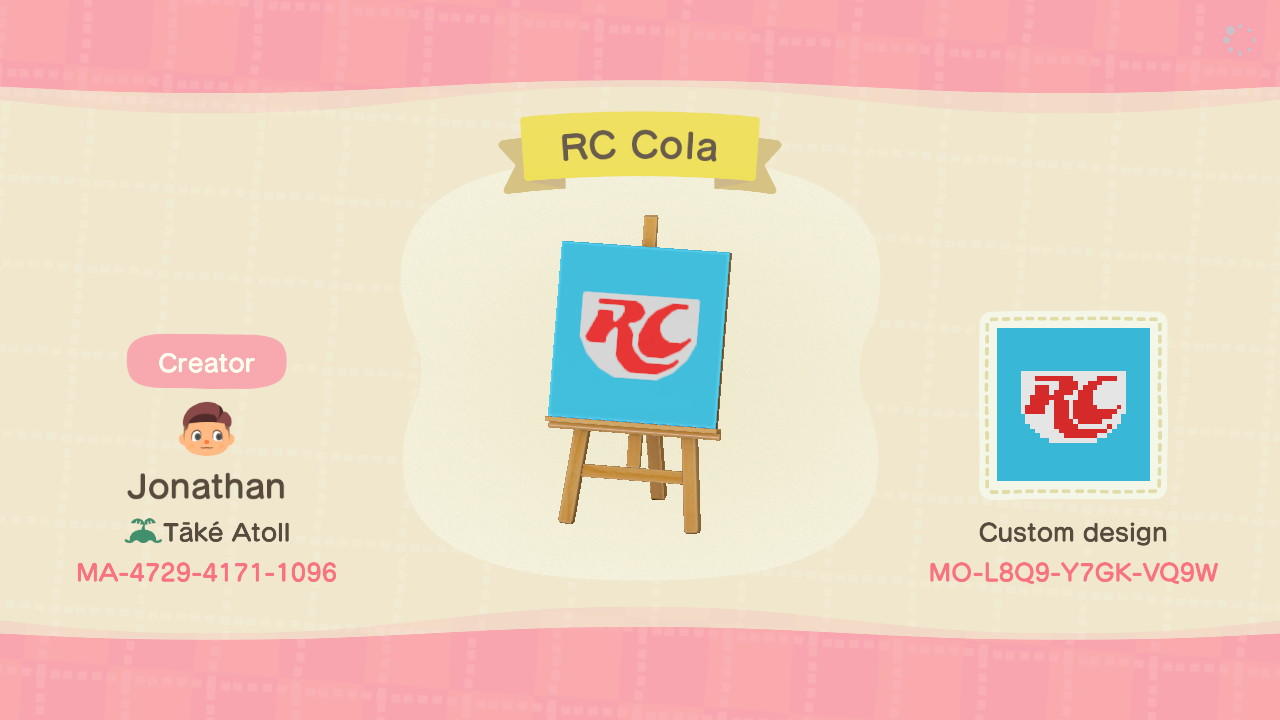 RC Cola
RC
RC
Creator
Jonathan
Tāké Atoll
MA-4729-4171-1096
Custom design
MO-L8Q9-Y7GK-VQ9W